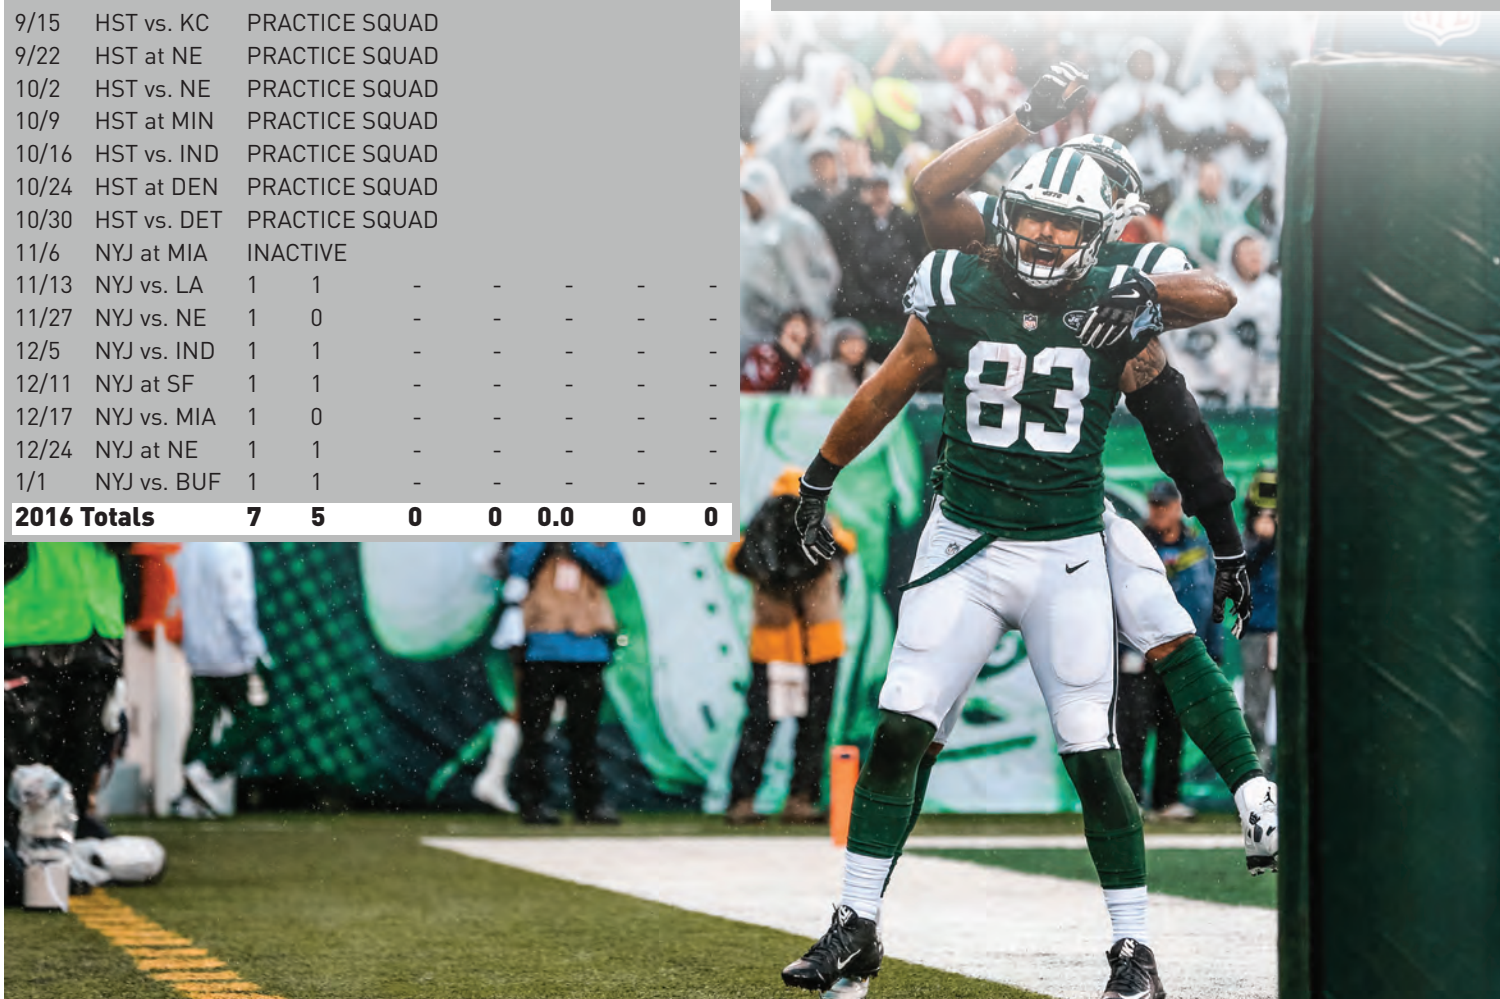 9/15 HST vs. KC PRACTICE SQUAD
9/22 HST at NE PRACTICE SQUAD
10/2 HST vs. NE PRACTICE SQUAD
10/9 HST at MIN PRACTICE SQUAD
10/16 HST vs. IND PRACTICE SQUAD
10/24 HST at DEN PRACTICE SQUAD
10/30 HST vs. DET PRACTICE SQUAD
11/6 NYJ at MIA INACTIVE
11/13 NYJ vs. LA 1 1 - - - - -
11/27 NYJ vs. NE 1 0 - - - - -
12/5 NYJ vs. IND 1 1 - - - - -
12/11 NYJ at SF 1 1 - - - - -
12/17 NYJ vs. MIA 1 0 - - - - -
12/24 NYJ at NE 1 1 - - - - -
1/1 NYJ vs. BUF 1 1 - - - - -
2016 Totals 7 5 0 0 0.0 0 0
83